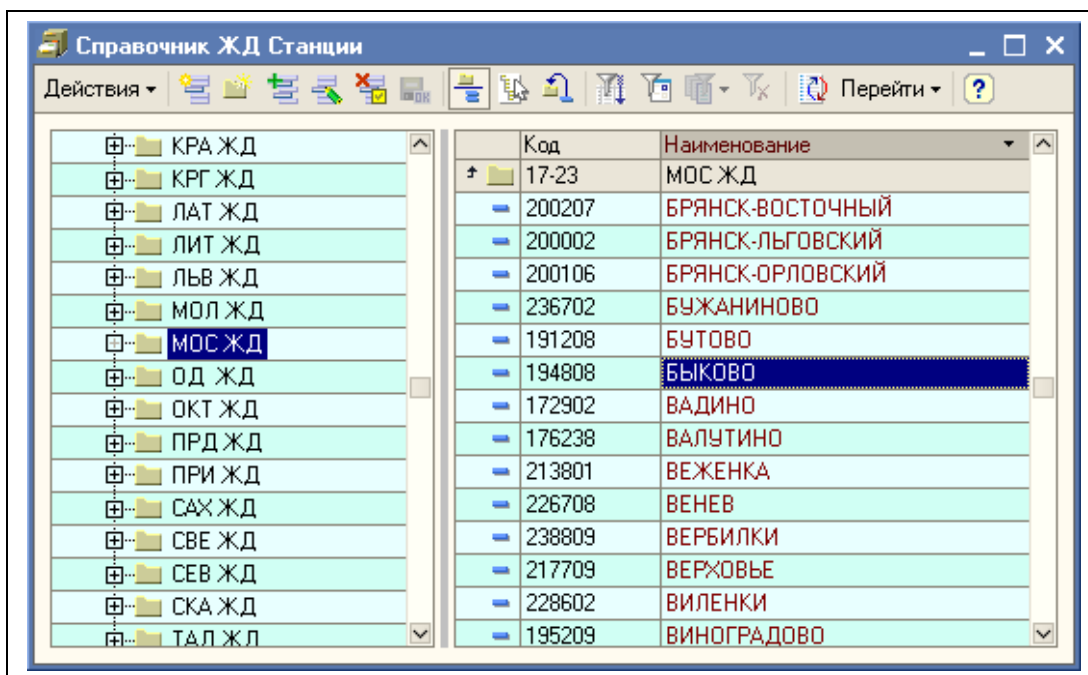 Справочник ЖД Станции
Действия Перейти ?
КРА ЖД
КРГ ЖД
ЛАТ ЖД
ЛИТ ЖД
ЛЬВ ЖД
МОЛ ЖД
МОС ЖД
ОД ЖД
ОКТ ЖД
ПРД ЖД
ПРИ ЖД
САХ ЖД
СВЕ ЖД
СЕВ ЖД
СКА ЖД
ТАЛ ЖД
Код Наименование
17-23 МОС ЖД
200207 БРЯНСК-ВОСТОЧНЫЙ
200002 БРЯНСК-ЛЬГОВСКИЙ
200106 БРЯНСК-ОРЛОВСКИЙ
236702 БУЖАНИНОВО
191208 БУТОВО
194808 БЫКОВО
172902 ВАДИНО
176238 ВАЛУТИНО
213801 ВЕЖЕНКА
226708 ВЕНЕВ
238809 ВЕРБИЛКИ
217709 ВЕРХОВЬЕ
228602 ВИЛЕНКИ
195209 ВИНОГРАДОВО